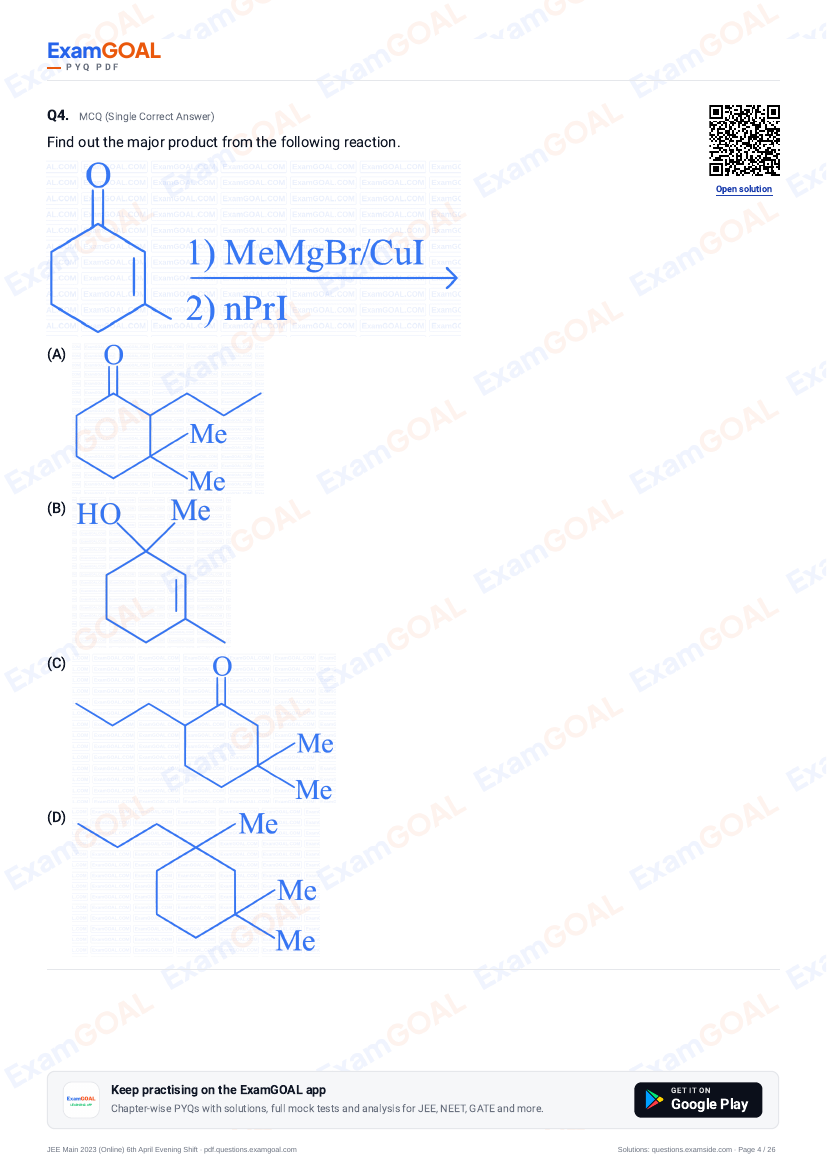 ExamGOAL
PYQ PDF
Q4. MCQ (Single Correct Answer)
Find out the major product from the following reaction.
Open solution
O
1) MeMgBr/CuI
2) nPrI
(A)
O
Me
Me
(B)
HO Me
(C)
O
Me
Me
(D)
Me
Me
Me
Keep practising on the ExamGOAL app
Chapter-wise PYQs with solutions, full mock tests and analysis for JEE, NEET, GATE and more.
GET IT ON
Google Play
JEE Main 2023 (Online) 6th April Evening Shift · pdf.questions.examgoal.com
Solutions: questions.examside.com · Page 4 / 26